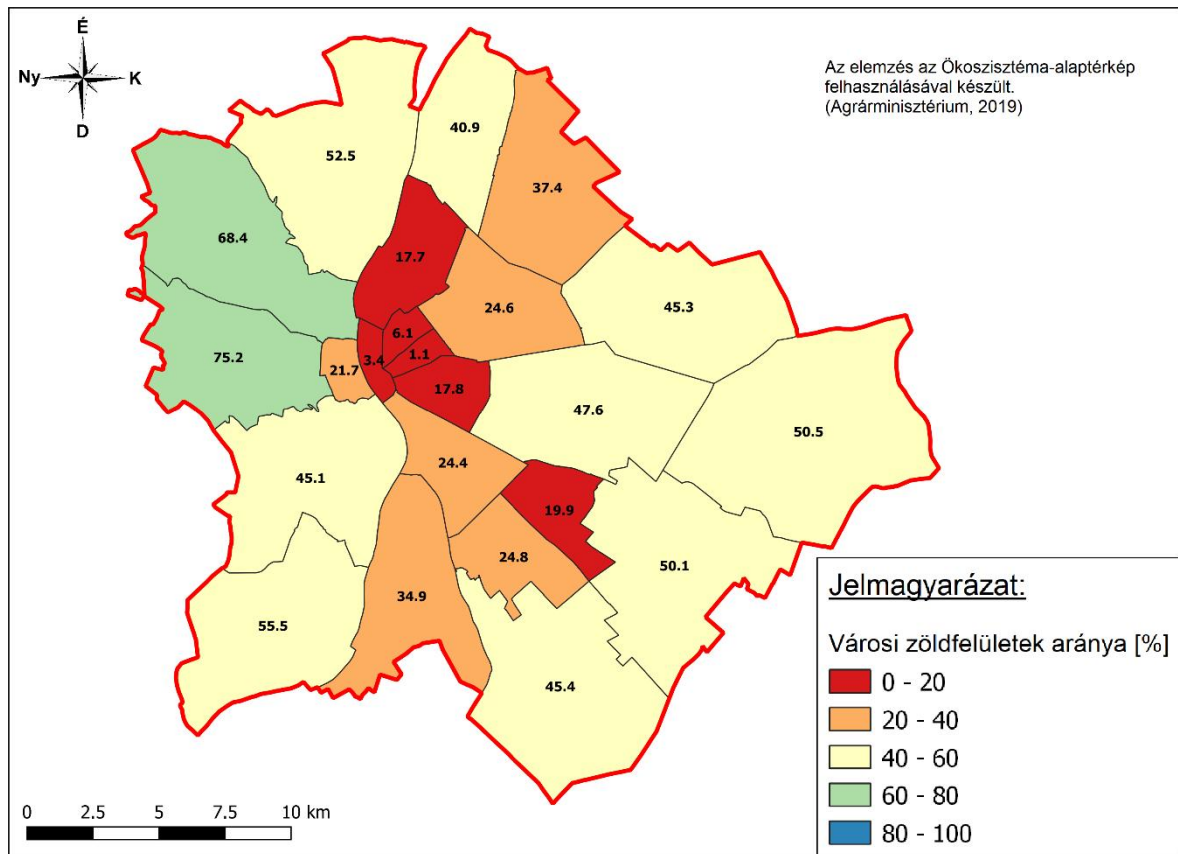 É
Ny
K
D
Az elemzés az Ökoszisztéma-alaptérkép
felhasználásával készült.
(Agrárminisztérium, 2019)
40.9
52.5
37.4
68.4
17.7
45.3
24.6
6.1
1.1
3.4
75.2
21.7
17.8
47.6
50.5
24.4
45.1
19.9
24.8
50.1
34.9
55.5
45.4
Jelmagyarázat:
Városi zöldfelületek aránya [%]
0 - 20
20 - 40
40 - 60
60 - 80
80 - 100
0 2.5 5 7.5 10 km